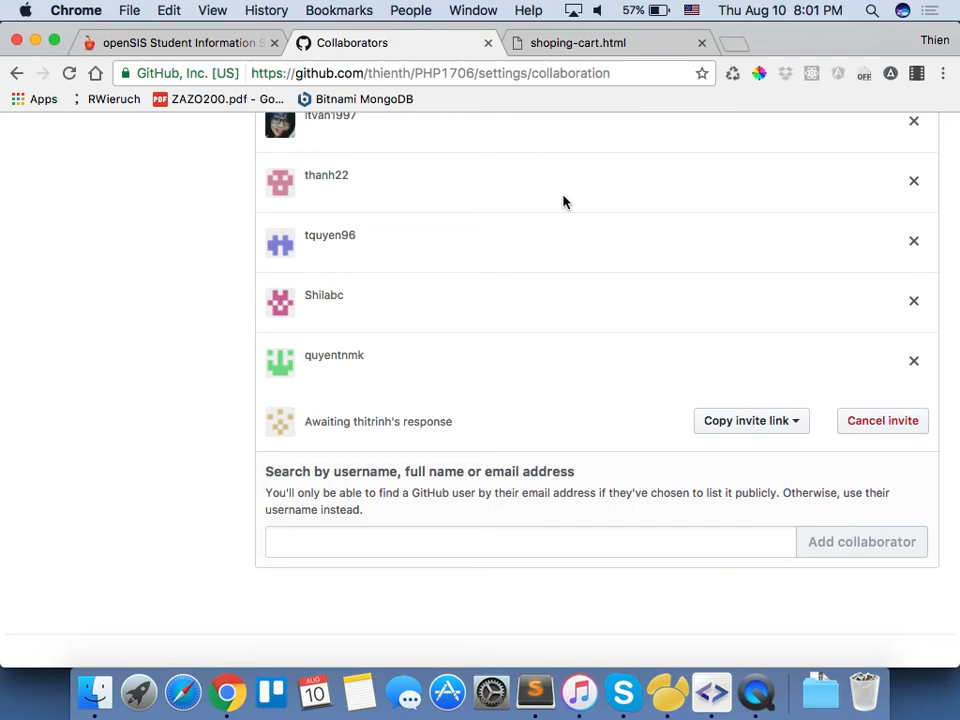 Chrome File Edit View History Bookmarks People Window Help 57% Thu Aug 10 8:01 PM
openSIS Student Information S
Collaborators
shoping-cart.html
Thien
GitHub, Inc. [US] https://github.com/thienth/PHP1706/settings/collaboration
OFF
Apps ; RWieruch PDF ZAZO200.pdf - Go... Bitnami MongoDB
itvan1997
thanh22
tquyen96
Shilabc
quyentnmk
Awaiting thitrinh's response
Copy invite link
Cancel invite
Search by username, full name or email address
You'll only be able to find a GitHub user by their email address if they've chosen to list it publicly. Otherwise, use their
username instead.
Add collaborator
AUG
10